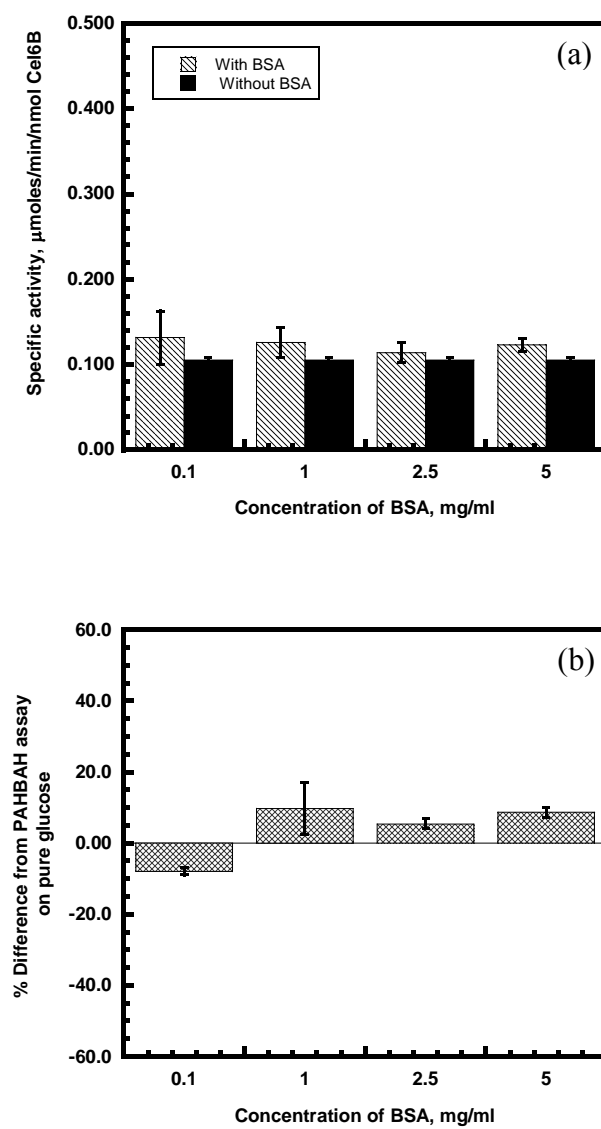 (a)
With BSA
Without BSA
Specific activity, µmoles/min/nmol Cel6B
0.500
0.400
0.300
0.200
0.100
0.00
0.1 1 2.5 5
Concentration of BSA, mg/ml
(b)
% Difference from PAHBAH assay
on pure glucose
60.0
40.0
20.0
0.00
-20.0
-40.0
-60.0
0.1 1 2.5 5
Concentration of BSA, mg/ml